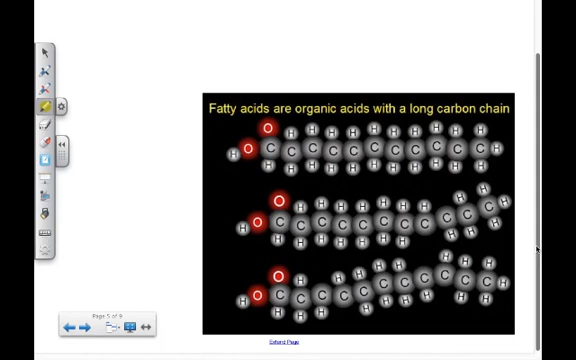 Fatty acids are organic acids with a long carbon chain
O H H H H H H H H H H
H O C C C C C C C C C C C H
H H H H H H H H H H H
O H H H H H H H H H
H O C C C C C C C C C C C H
H H H H H H H H H H
O H H H H H H H H
H O C C C C C C C C C C C H
H H H H H H H H
Page 5 of 9
Extend Page